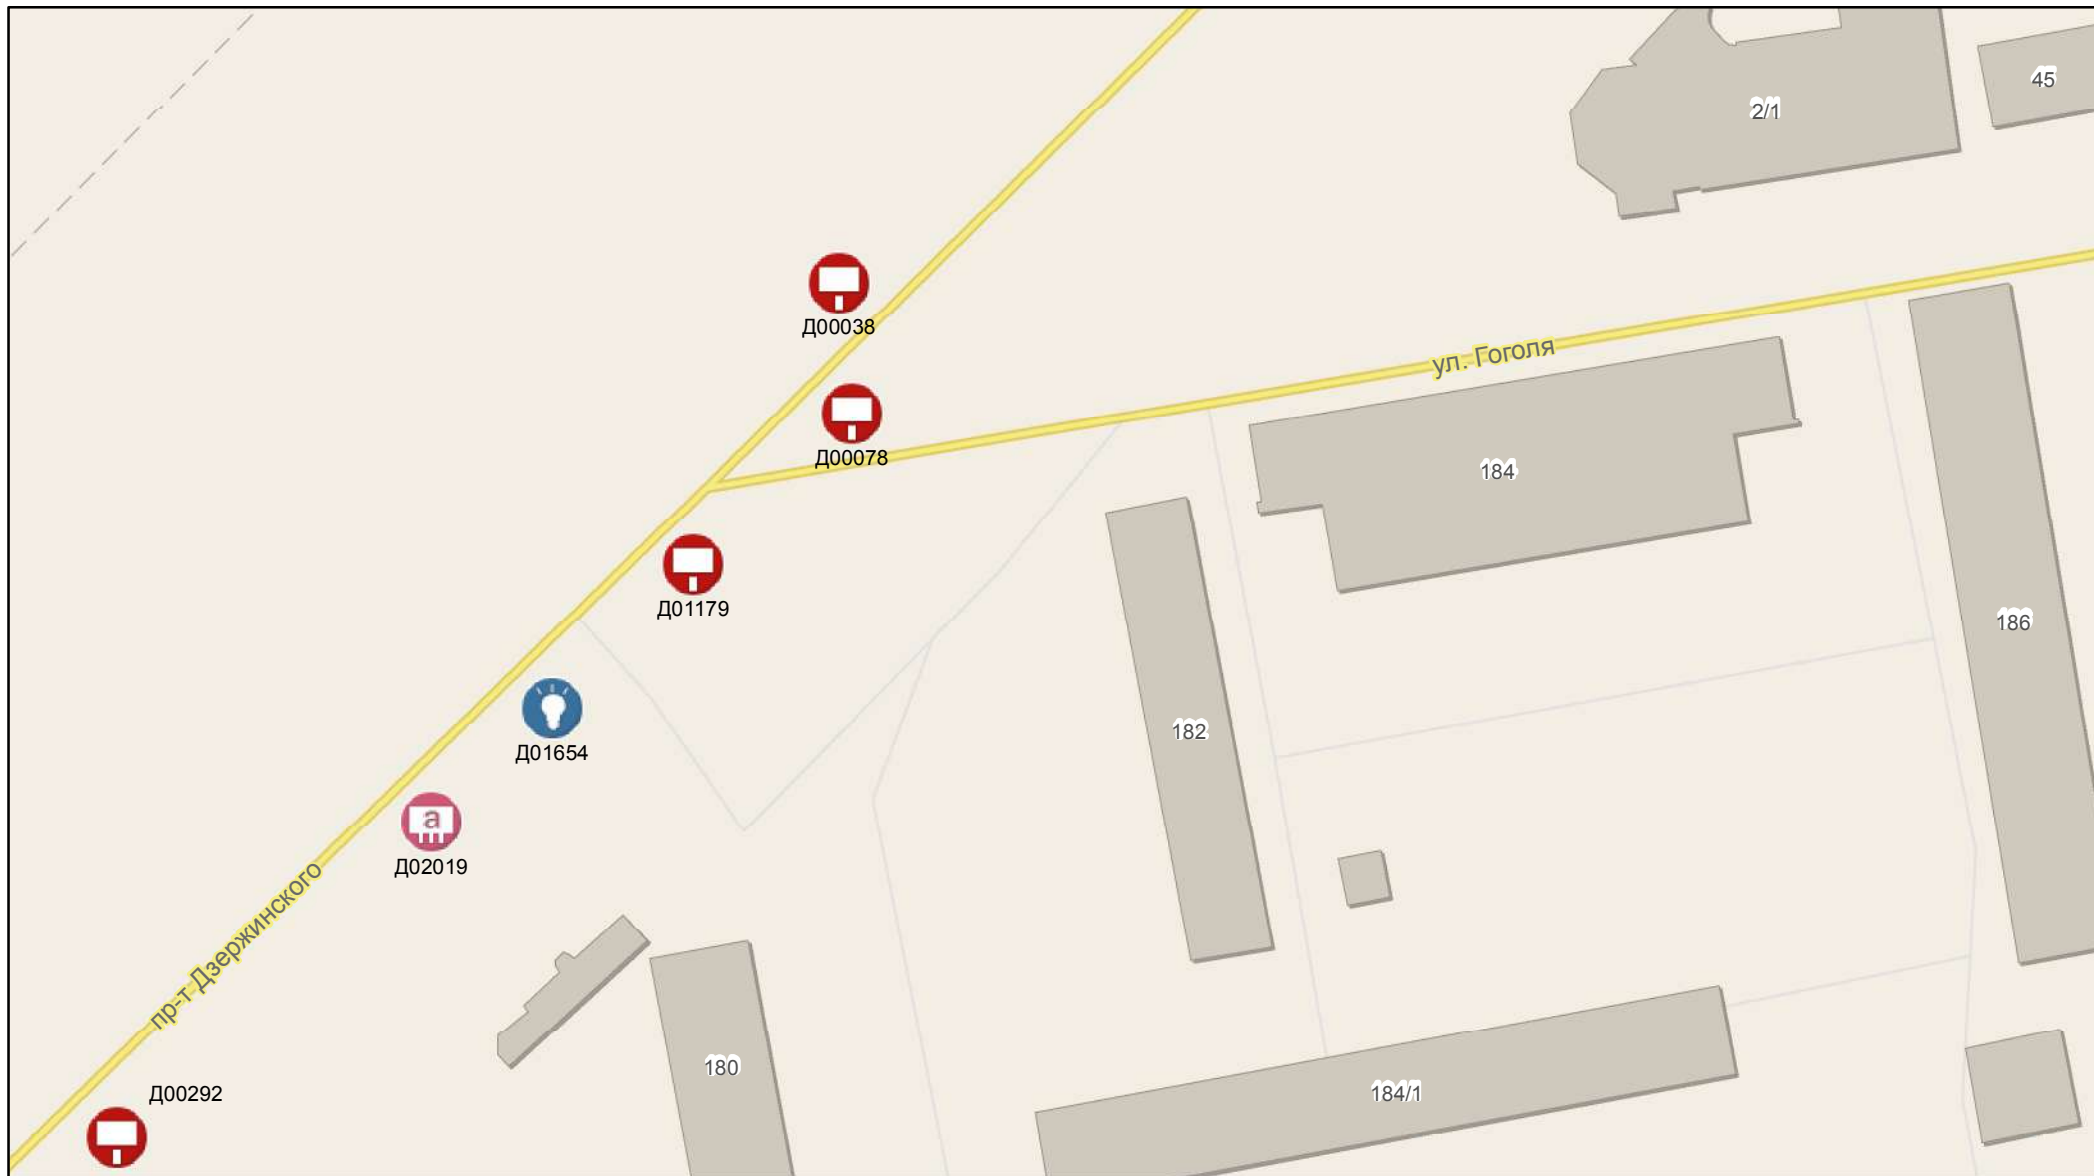 45
2/1
Д00038
ул. Гоголя
Д00078
184
Д01179
186
182
Д01654
a
Д02019
пр-т Дзержинского
180
Д00292
184/1